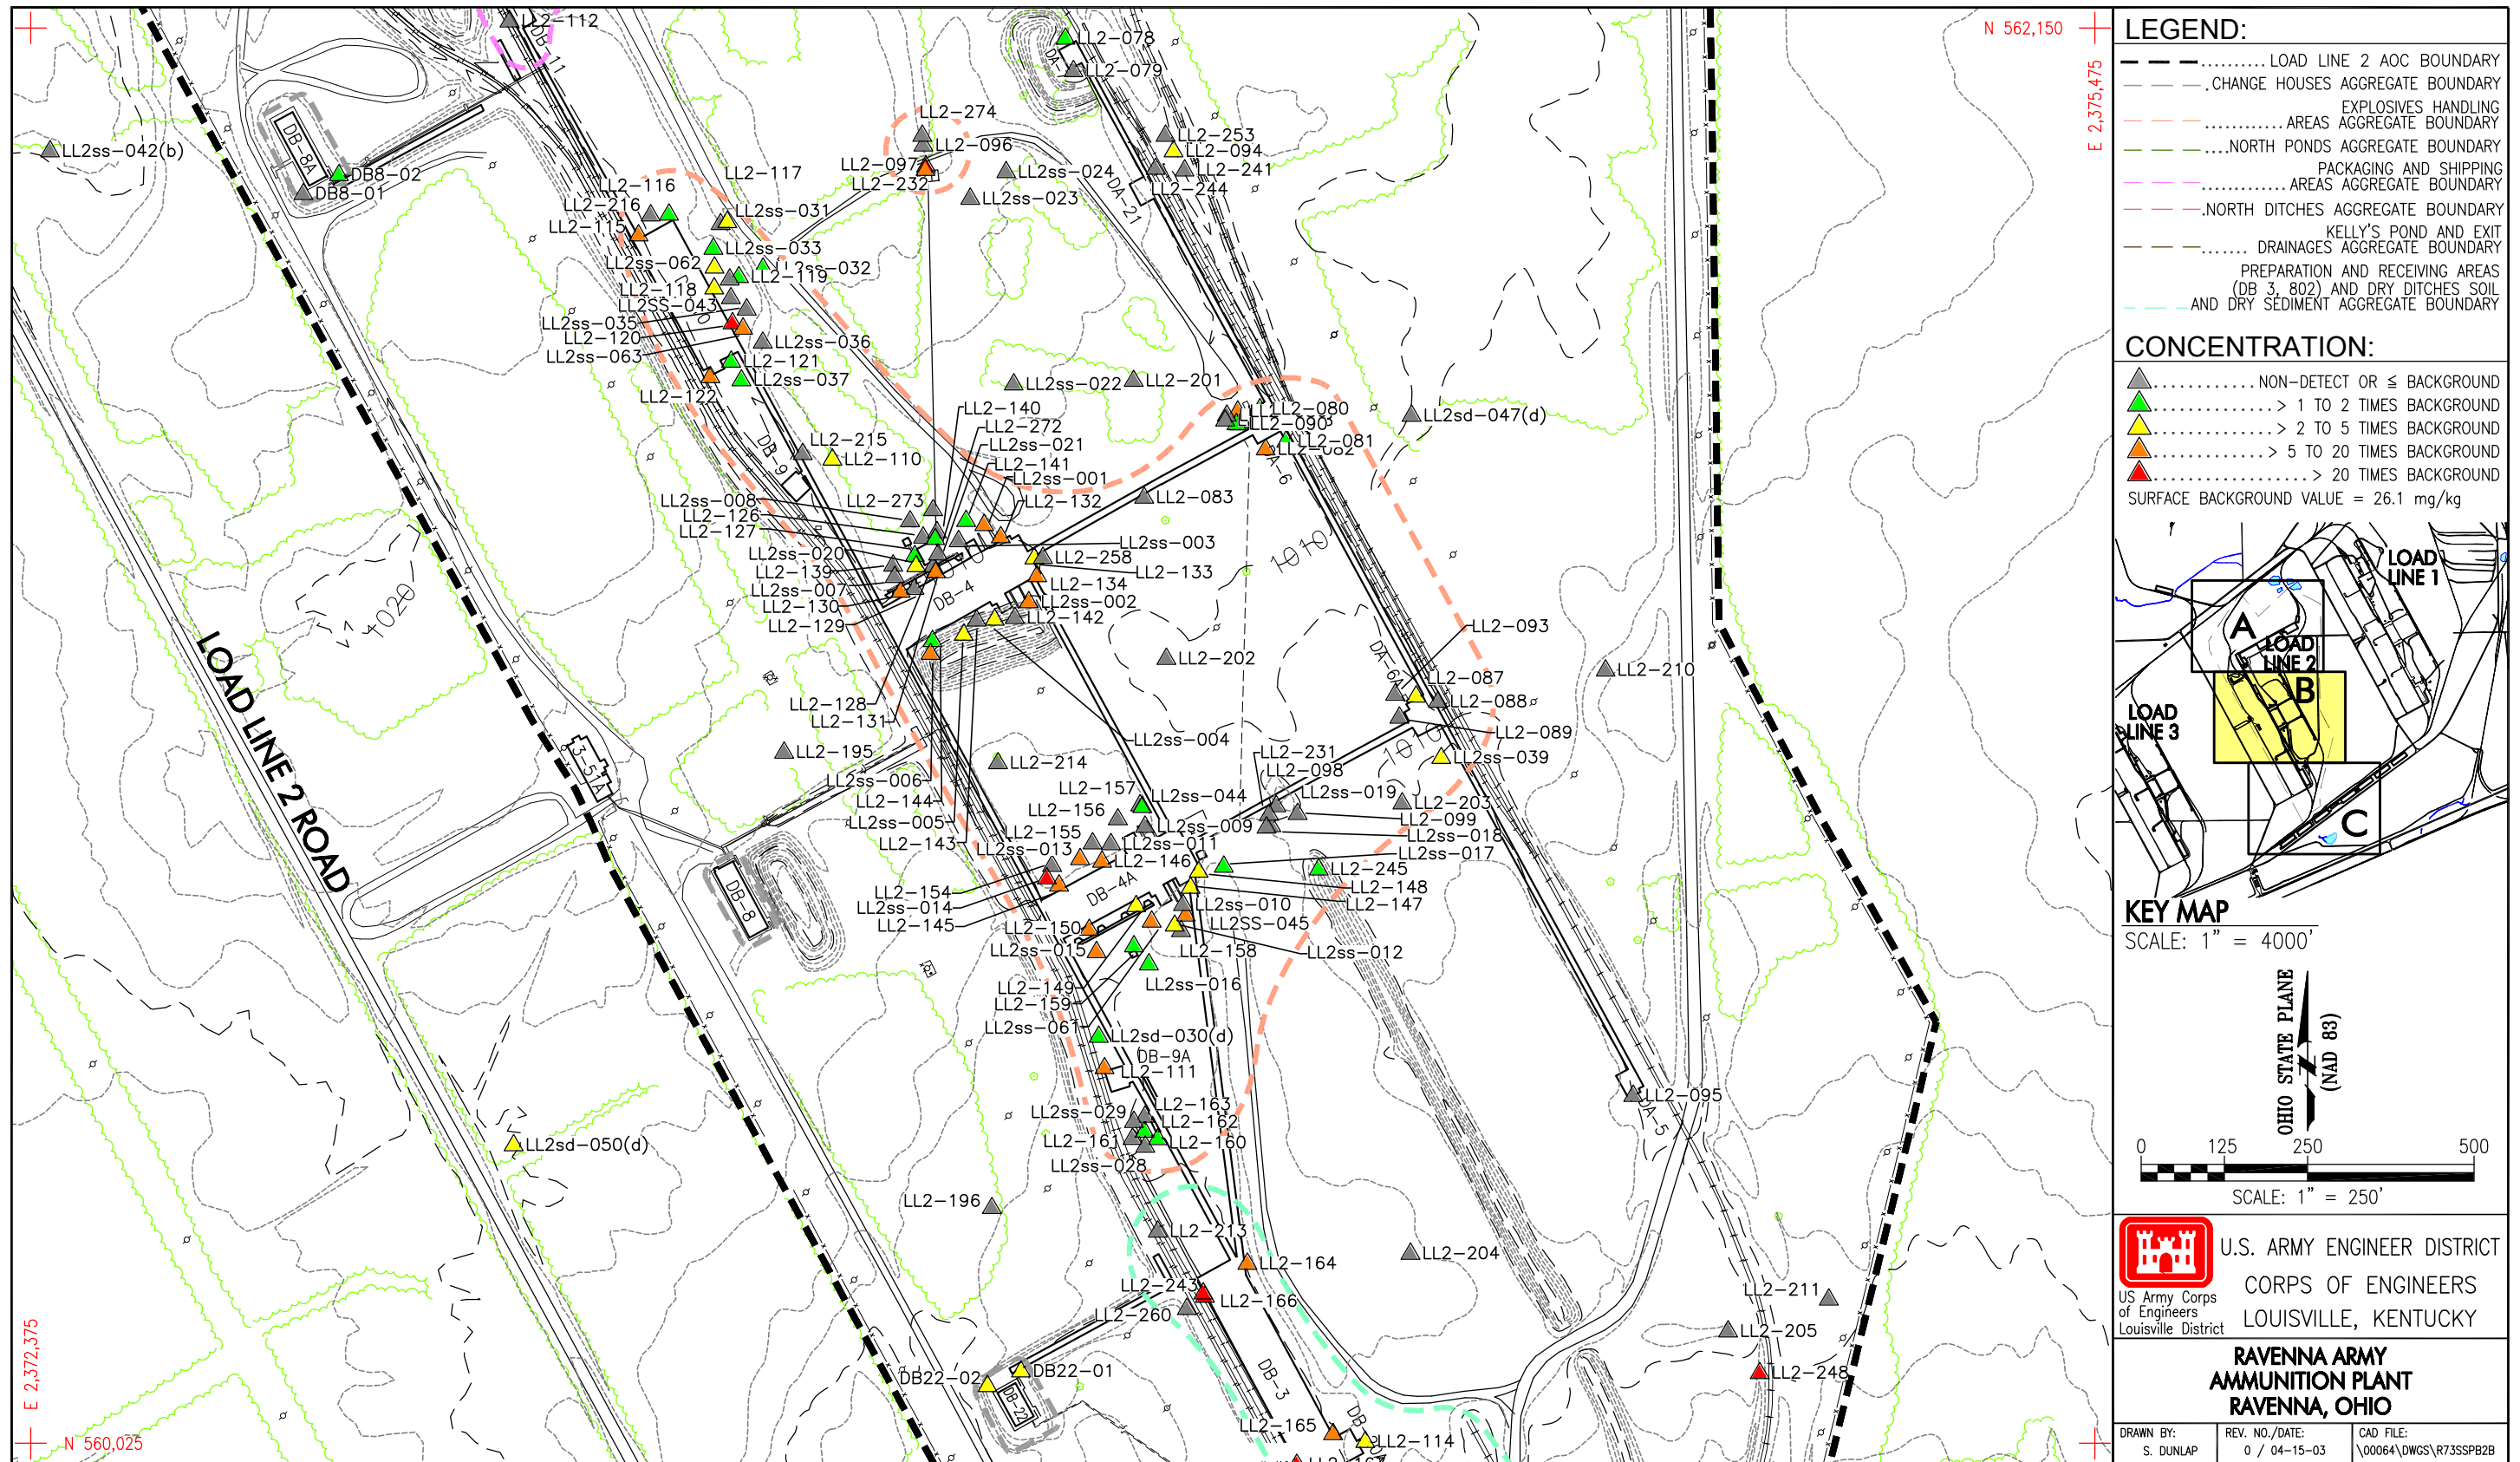 LL2-112
DB-
N 562,150
E 2,375,475
LL2-078
LL2-079
DA-
LL2-274
LL2-253
LL2-094
LL2-241
LL2-244
DA-21
LL2-096
LL2-097
LL2-232
LL2ss-024
LL2ss-023
LL2ss-042(b)
DB-8A
DB8-02
DB8-01
LL2-117
LL2-116
LL2-216
LL2-115
LL2ss-031
LL2ss-033
LL2ss-062
LL2ss-032
LL2-119
LL2-118
LL2SS-043
LL2ss-035
LL2-120
LL2ss-063
LL2ss-036
LL2-121
LL2ss-037
LL2-122
LL2ss-022
LL2-201
LL2-080
LL2-090
LL2-081
LL2-082
LL2sd-047(d)
DA-6
LL2-140
LL2-272
LL2ss-021
LL2-141
LL2ss-001
LL2-132
LL2-215
LL2-110
DB-9
LL2ss-008
LL2-273
LL2-126
LL2-127
LL2-083
LL2ss-020
LL2-139
LL2ss-007
LL2-130
LL2-129
LL2ss-003
LL2-258
LL2-133
LL2-134
LL2ss-002
LL2-142
DB-4
1010
1020
LL2-093
LL2-202
LL2-210
LL2-087
LL2-088
LL2-089
DA-6A
LL2ss-039
1010
LL2-128
LL2-131
LL2ss-004
LL2-195
LL2-214
LL2ss-006
LL2-144
LL2ss-005
LL2-143
LL2-231
LL2-098
LL2ss-019
LL2-203
LL2-099
LL2ss-018
LL2ss-017
LL2-157
LL2ss-044
LL2-156
LL2ss-009
LL2-155
LL2ss-013
LL2ss-011
LL2-146
LL2-154
LL2ss-014
LL2-145
DB-4A
LL2-245
LL2-148
LL2-147
LL2ss-010
LL2SS-045
LL2-150
LL2ss-015
LL2-158
LL2ss-012
LL2-149
LL2ss-016
LL2-159
LL2ss-061
LL2sd-030(d)
DB-9A
LL2-111
3-51A
DB-8
LOAD LINE 2 ROAD
LL2-163
LL2ss-029
LL2-162
LL2-161
LL2-160
LL2ss-028
LL2-095
DA-5
LL2sd-050(d)
LL2-196
LL2-213
LL2-204
LL2-164
LL2-243
LL2-166
LL2-260
LL2-211
LL2-205
LL2-248
DB22-02
DB22-01
DB-22
DB-3
LL2-165
LL2-114
E 2,372,375
N 560,025
LEGEND:
LOAD LINE 2 AOC BOUNDARY
CHANGE HOUSES AGGREGATE BOUNDARY
EXPLOSIVES HANDLING
AREAS AGGREGATE BOUNDARY
NORTH PONDS AGGREGATE BOUNDARY
PACKAGING AND SHIPPING
AREAS AGGREGATE BOUNDARY
NORTH DITCHES AGGREGATE BOUNDARY
KELLY'S POND AND EXIT
DRAINAGES AGGREGATE BOUNDARY
PREPARATION AND RECEIVING AREAS
(DB 3, 802) AND DRY DITCHES SOIL
AND DRY SEDIMENT AGGREGATE BOUNDARY
CONCENTRATION:
NON-DETECT OR ≤ BACKGROUND
> 1 TO 2 TIMES BACKGROUND
> 2 TO 5 TIMES BACKGROUND
> 5 TO 20 TIMES BACKGROUND
> 20 TIMES BACKGROUND
SURFACE BACKGROUND VALUE = 26.1 mg/kg
LOAD
LINE 1
A
LOAD
LINE 2
B
LOAD
LINE 3
C
KEY MAP
SCALE: 1" = 4000'
OHIO STATE PLANE
(NAD 83)
0 125 250 500
SCALE: 1" = 250'
US Army Corps
of Engineers
Louisville District
U.S. ARMY ENGINEER DISTRICT
CORPS OF ENGINEERS
LOUISVILLE, KENTUCKY
RAVENNA ARMY
AMMUNITION PLANT
RAVENNA, OHIO
DRAWN BY:
S. DUNLAP
REV. NO./DATE:
0 / 04-15-03
CAD FILE:
\00064\DWGS\R73SSPB2B